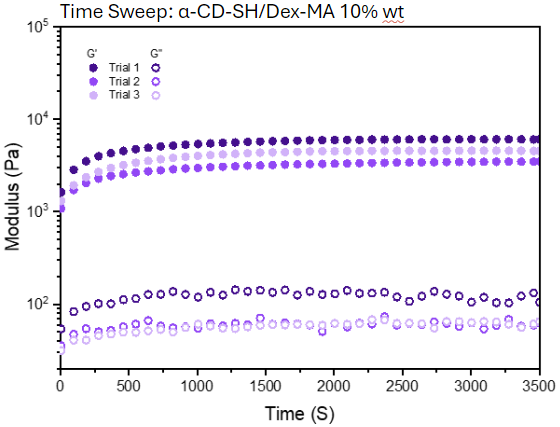 Time Sweep: α-CD-SH/Dex-MA 10% wt
10⁵
G' G"
Trial 1
Trial 2
Trial 3
10⁴
Modulus (Pa)
10³
10²
0 500 1000 1500 2000 2500 3000 3500
Time (S)